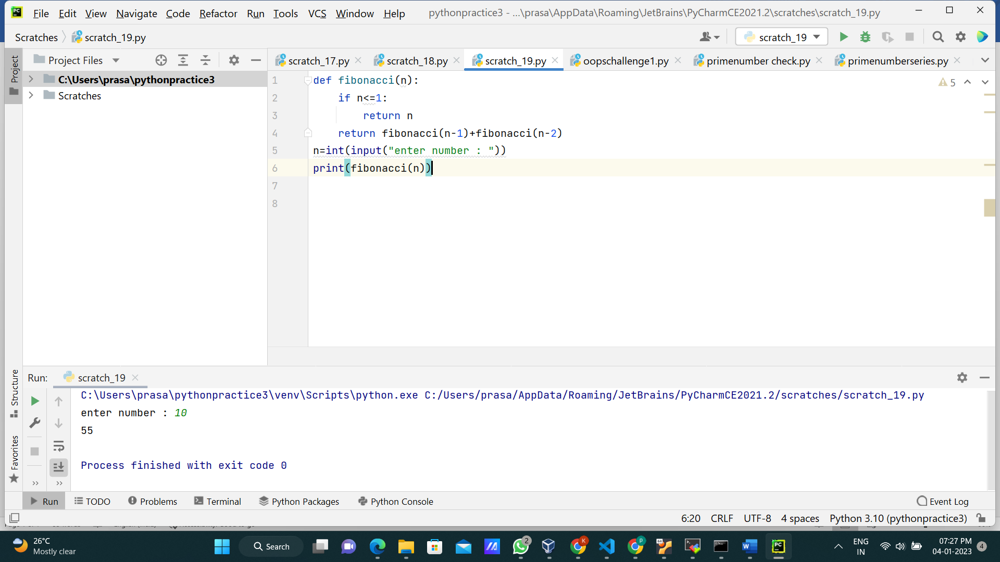 File Edit View Navigate Code Refactor Run Tools VCS Window Help pythonpractice3 - ...\prasa\AppData\Roaming\JetBrains\PyCharmCE2021.2\scratches\scratch_19.py
Scratches scratch_19.py scratch_19
Project
Project Files
scratch_17.py scratch_18.py scratch_19.py oopschallenge1.py primenumber check.py primenumberseries.py
C:\Users\prasa\pythonpractice3
Scratches
5
1 def fibonacci(n):
2 if n<=1:
3 return n
4 return fibonacci(n-1)+fibonacci(n-2)
5 n=int(input("enter number : "))
6 print(fibonacci(n))
7
8
Structure
Favorites
Run: scratch_19
C:\Users\prasa\pythonpractice3\venv\Scripts\python.exe C:/Users/prasa/AppData/Roaming/JetBrains/PyCharmCE2021.2/scratches/scratch_19.py
enter number : 10
55
Process finished with exit code 0
Run TODO Problems Terminal Python Packages Python Console Event Log
6:20 CRLF UTF-8 4 spaces Python 3.10 (pythonpractice3)
26°C
Mostly clear
Search
2
K
P
64
PC
ENG
IN
07:27 PM
04-01-2023
4